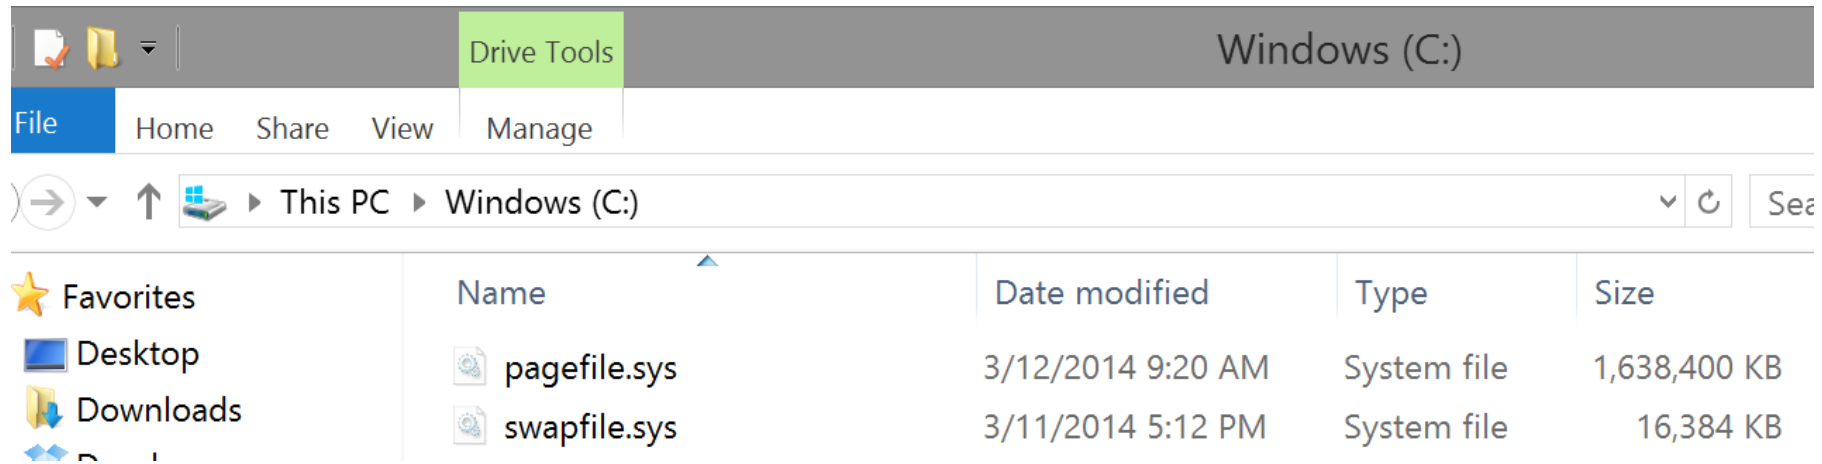 Drive Tools
Windows (C:)
File Home Share View Manage
This PC Windows (C:)
Favorites
Desktop
Downloads
Name Date modified Type Size
pagefile.sys 3/12/2014 9:20 AM System file 1,638,400 KB
swapfile.sys 3/11/2014 5:12 PM System file 16,384 KB